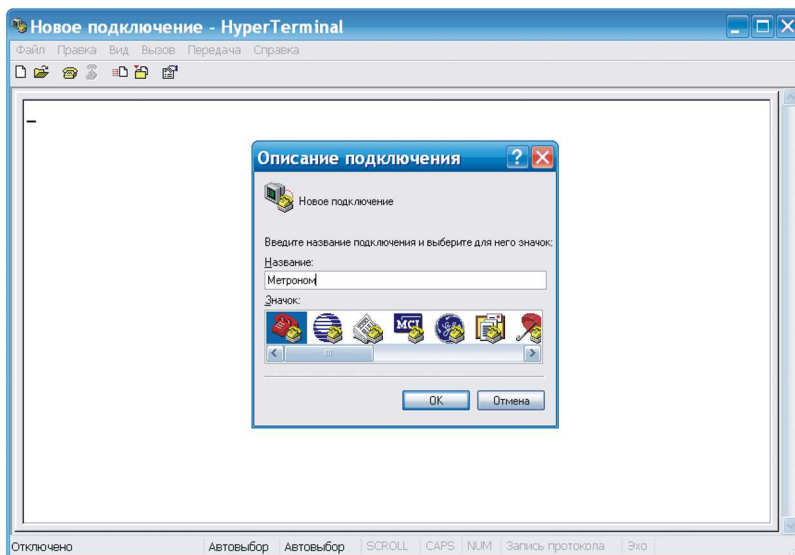 Новое подключение - HyperTerminal
Файл Правка Вид Вызов Передача Справка
Описание подключения
Новое подключение
Введите название подключения и выберите для него значок:
Название:
Метроном
Значок:
MCI
OK Отмена
Отключено Автовыбор Автовыбор SCROLL CAPS NUM Запись протокола Эхо